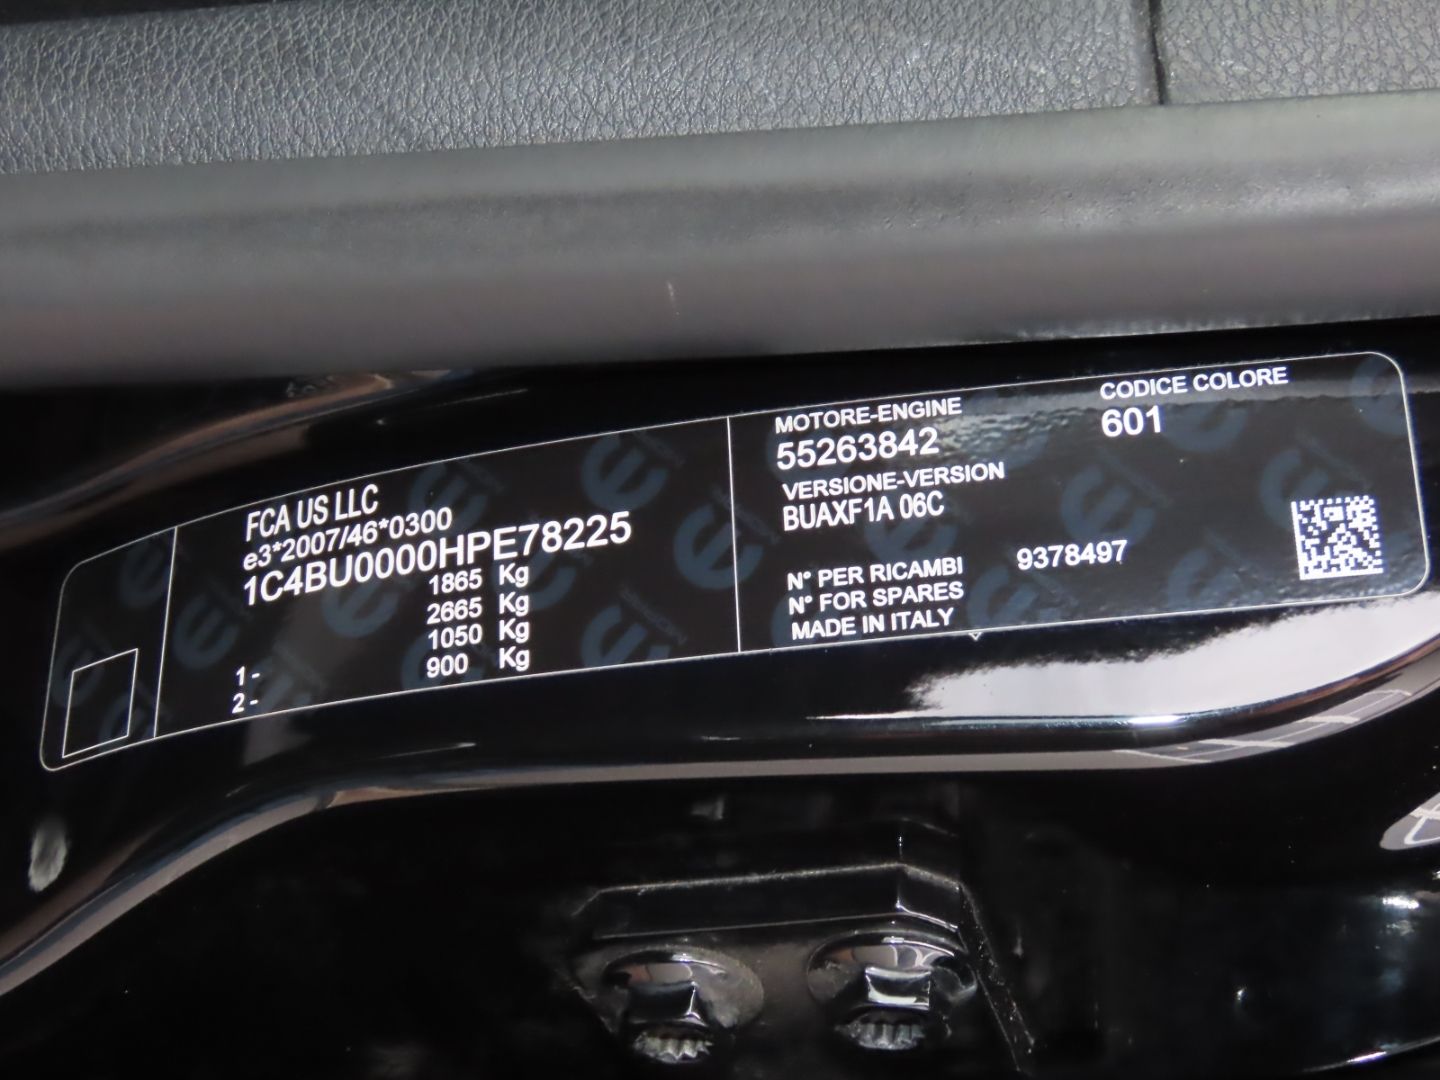 FCA US LLC
e3*2007/46*0300
1C4BU0000HPE78225
1865 Kg
2665 Kg
1- 1050 Kg
2- 900 Kg
MOTORE-ENGINE
55263842
CODICE COLORE
601
VERSIONE-VERSION
BUAXF1A 06C
N° PER RICAMBI 9378497
N° FOR SPARES
MADE IN ITALY